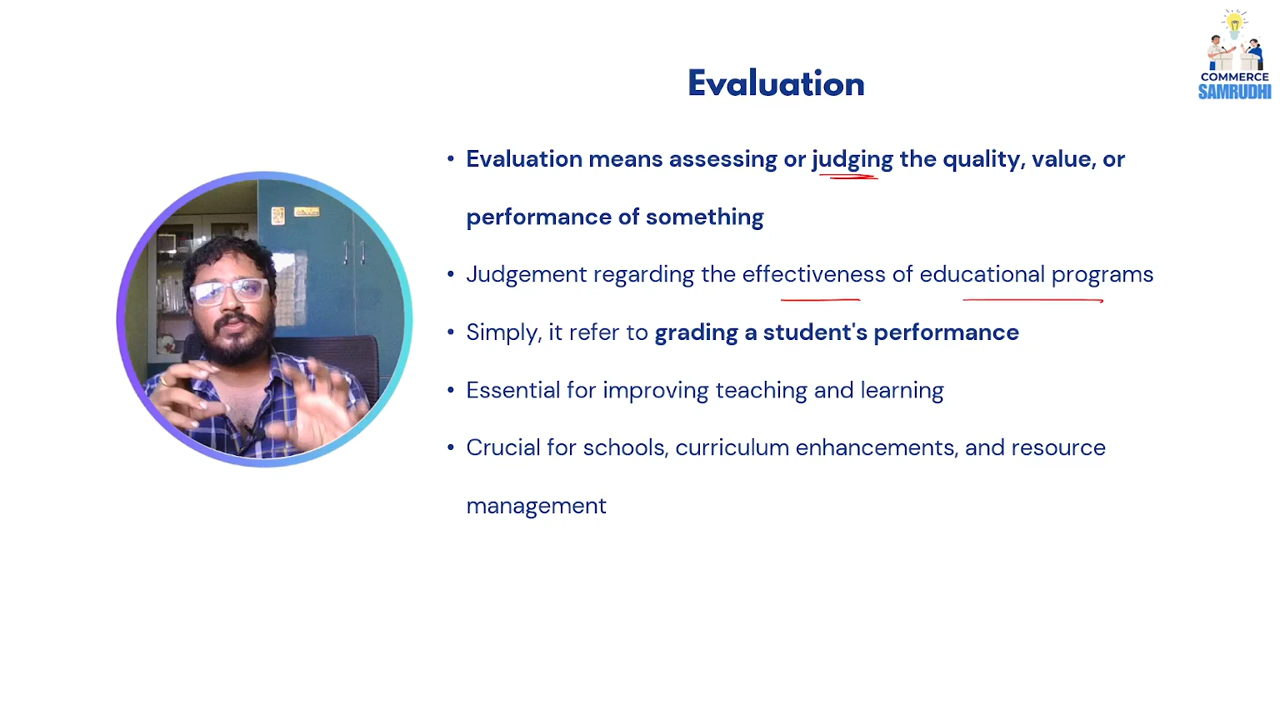 COMMERCE
SAMRUDHI
Evaluation
• Evaluation means assessing or judging the quality, value, or
performance of something
• Judgement regarding the effectiveness of educational programs
• Simply, it refer to grading a student's performance
• Essential for improving teaching and learning
• Crucial for schools, curriculum enhancements, and resource
management